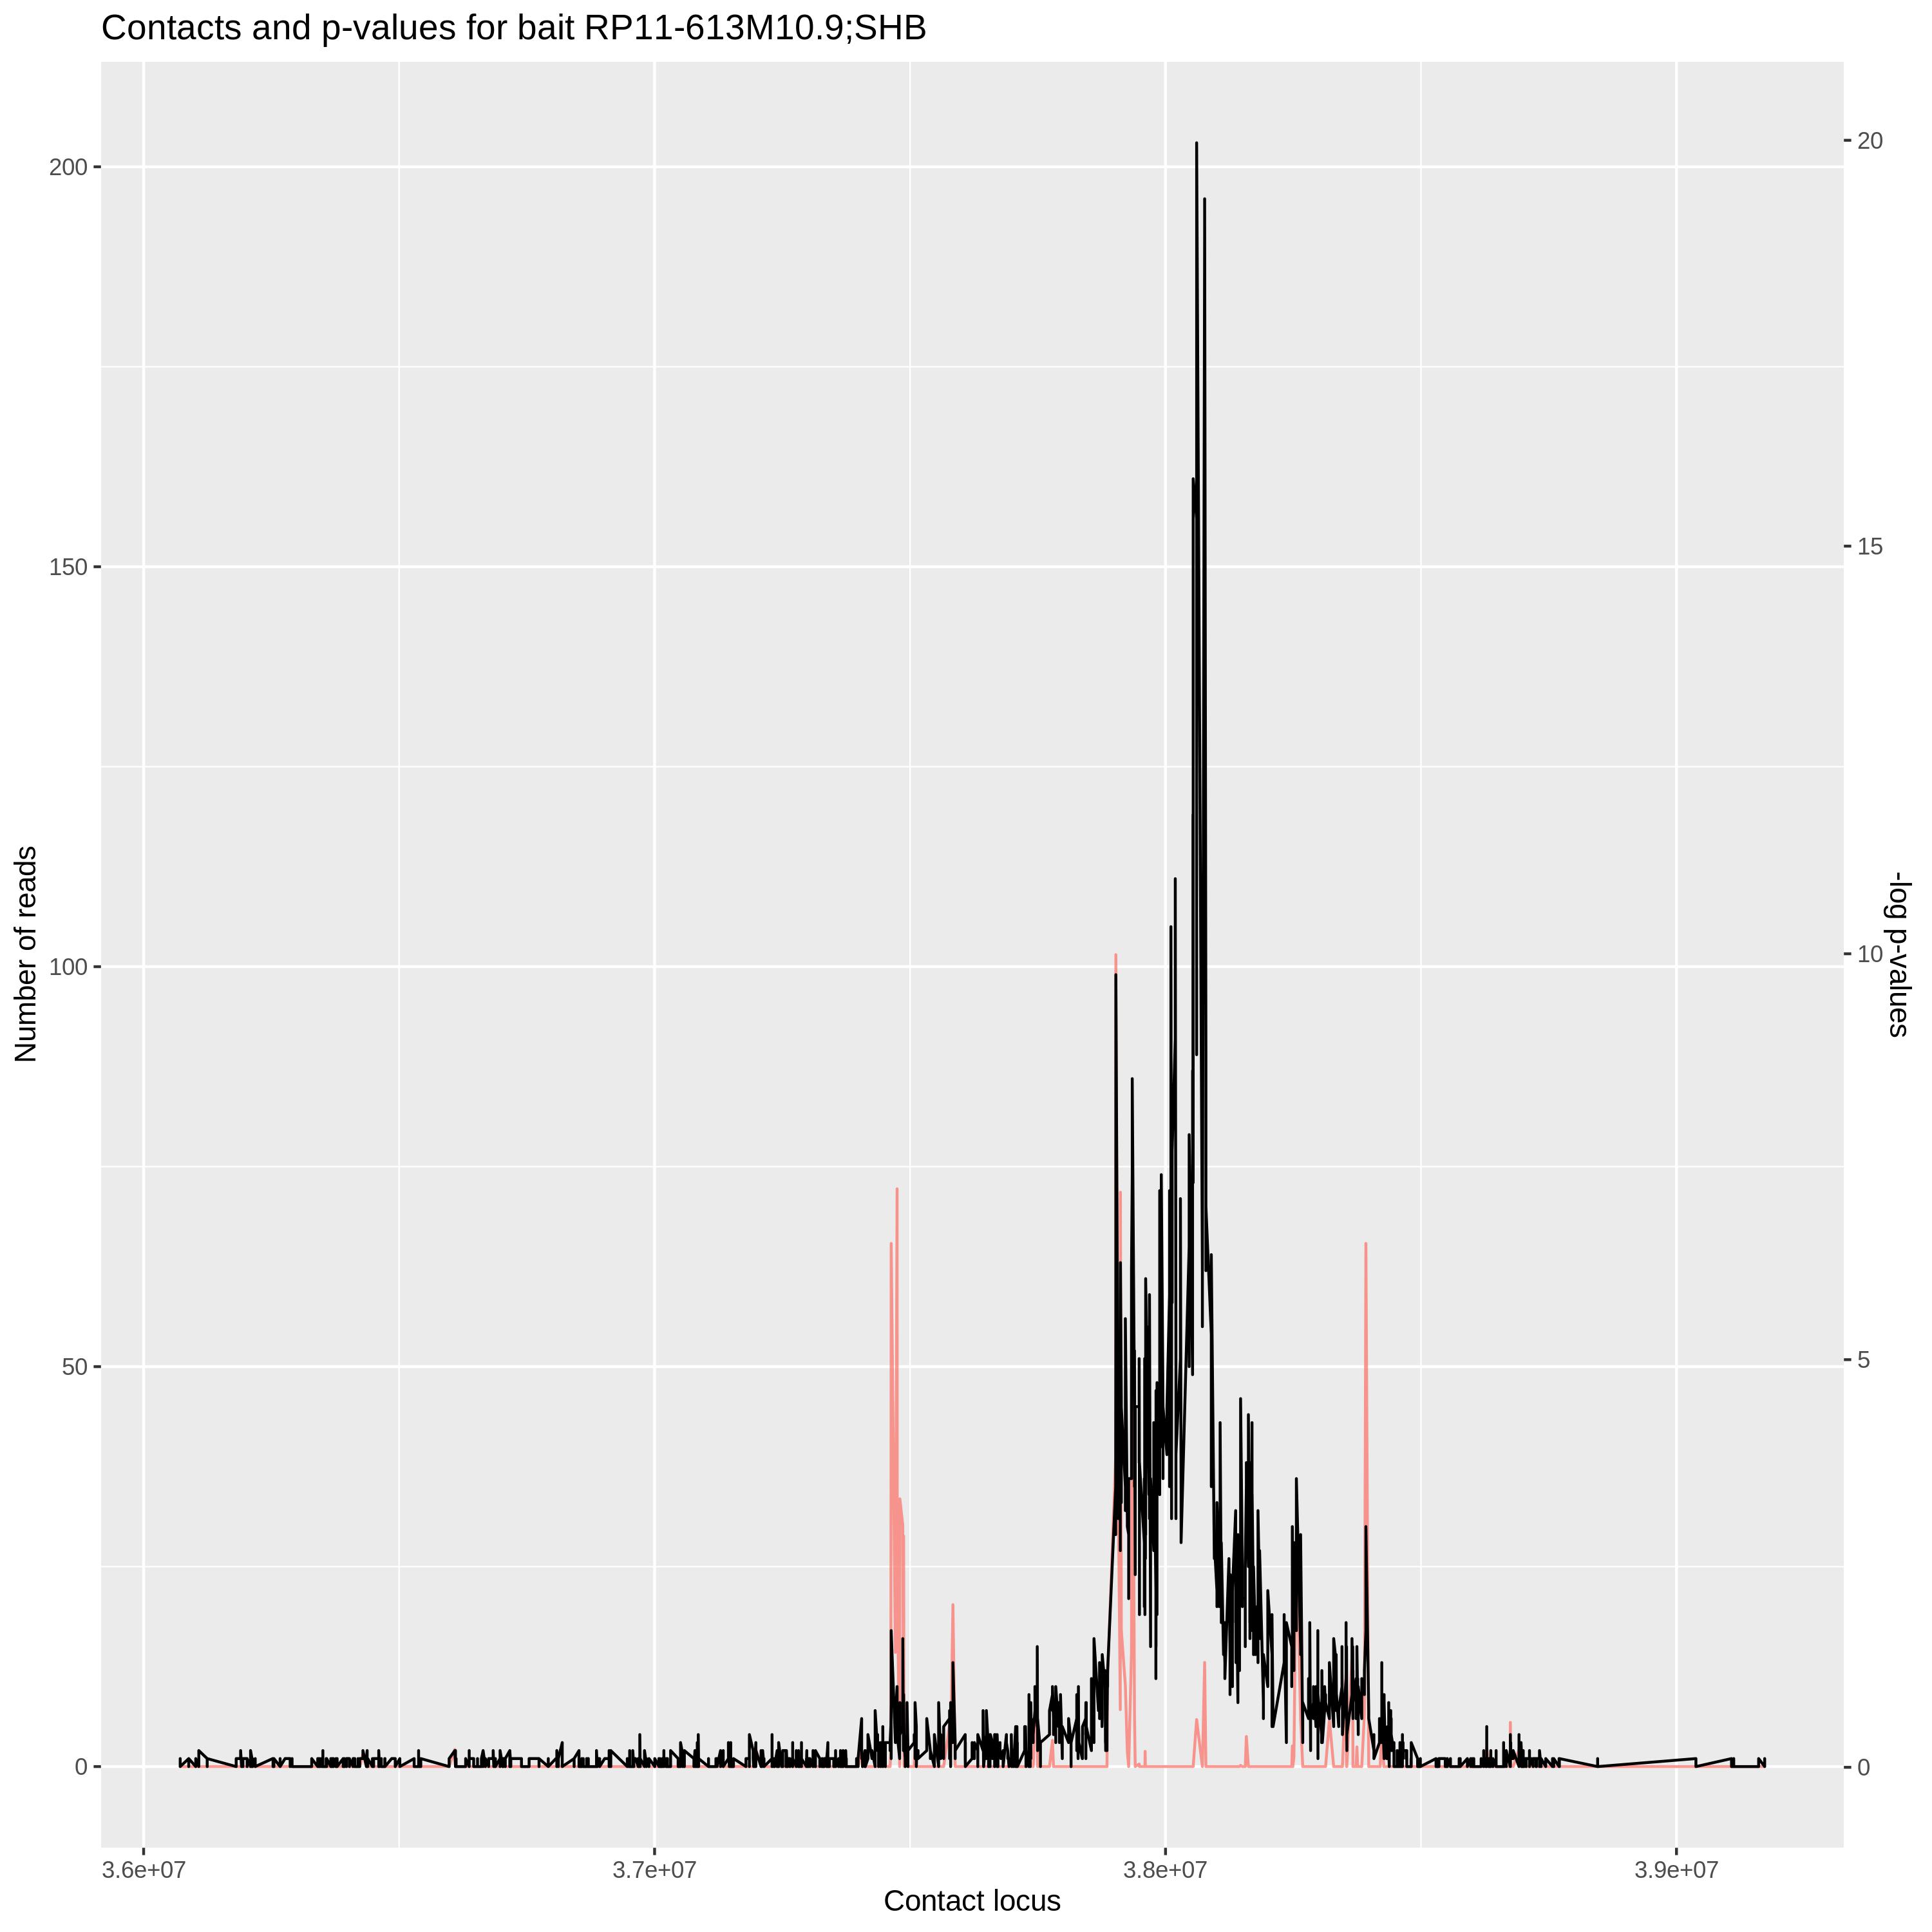 Contacts and p-values for bait RP11-613M10.9;SHB
200
150
100
50
0
Number of reads
20
15
10
5
0
-log p-values
3.6e+07
3.7e+07
3.8e+07
3.9e+07
Contact locus